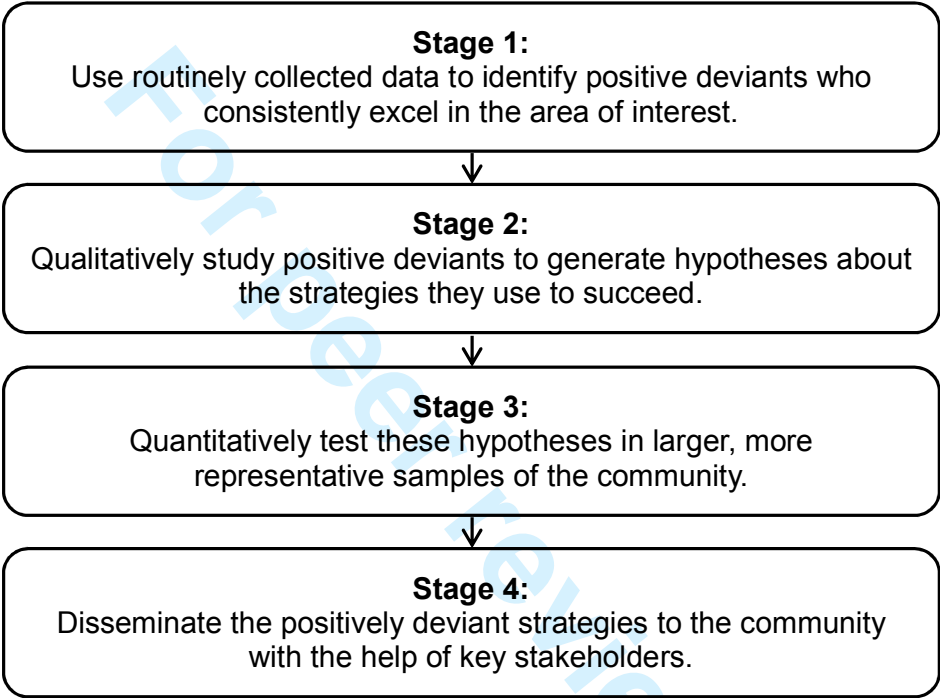 Stage 1:
Use routinely collected data to identify positive deviants who
consistently excel in the area of interest.
Stage 2:
Qualitatively study positive deviants to generate hypotheses about
the strategies they use to succeed.
Stage 3:
Quantitatively test these hypotheses in larger, more
representative samples of the community.
Stage 4:
Disseminate the positively deviant strategies to the community
with the help of key stakeholders.
For peer revie